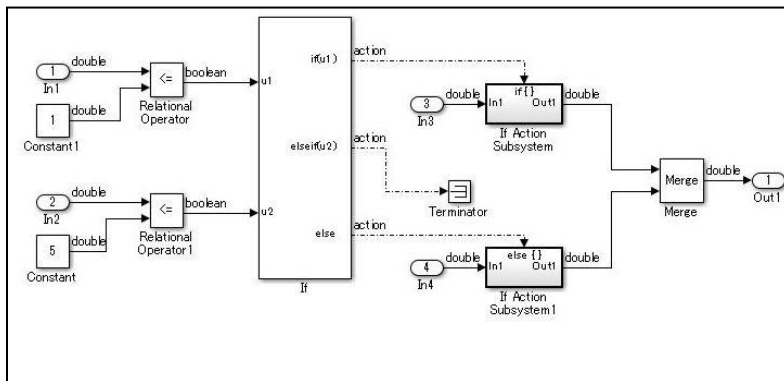 double
1
In1
1
double
Constant1
<=
Relational
Operator
boolean
double
2
In2
5
double
Constant
<=
Relational
Operator1
boolean
u1
u2
if(u1)
elseif(u2)
else
If
action
action
action
Terminator
3
In3
double
if { }
In1
Out1
If Action
Subsystem
double
4
In4
double
else { }
In1
Out1
If Action
Subsystem1
double
Merge
Merge
double
1
Out1